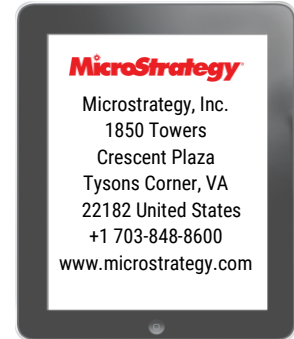 MicroStrategy
Microstrategy, Inc.
1850 Towers
Crescent Plaza
Tysons Corner, VA
22182 United States
+1 703-848-8600
www.microstrategy.com